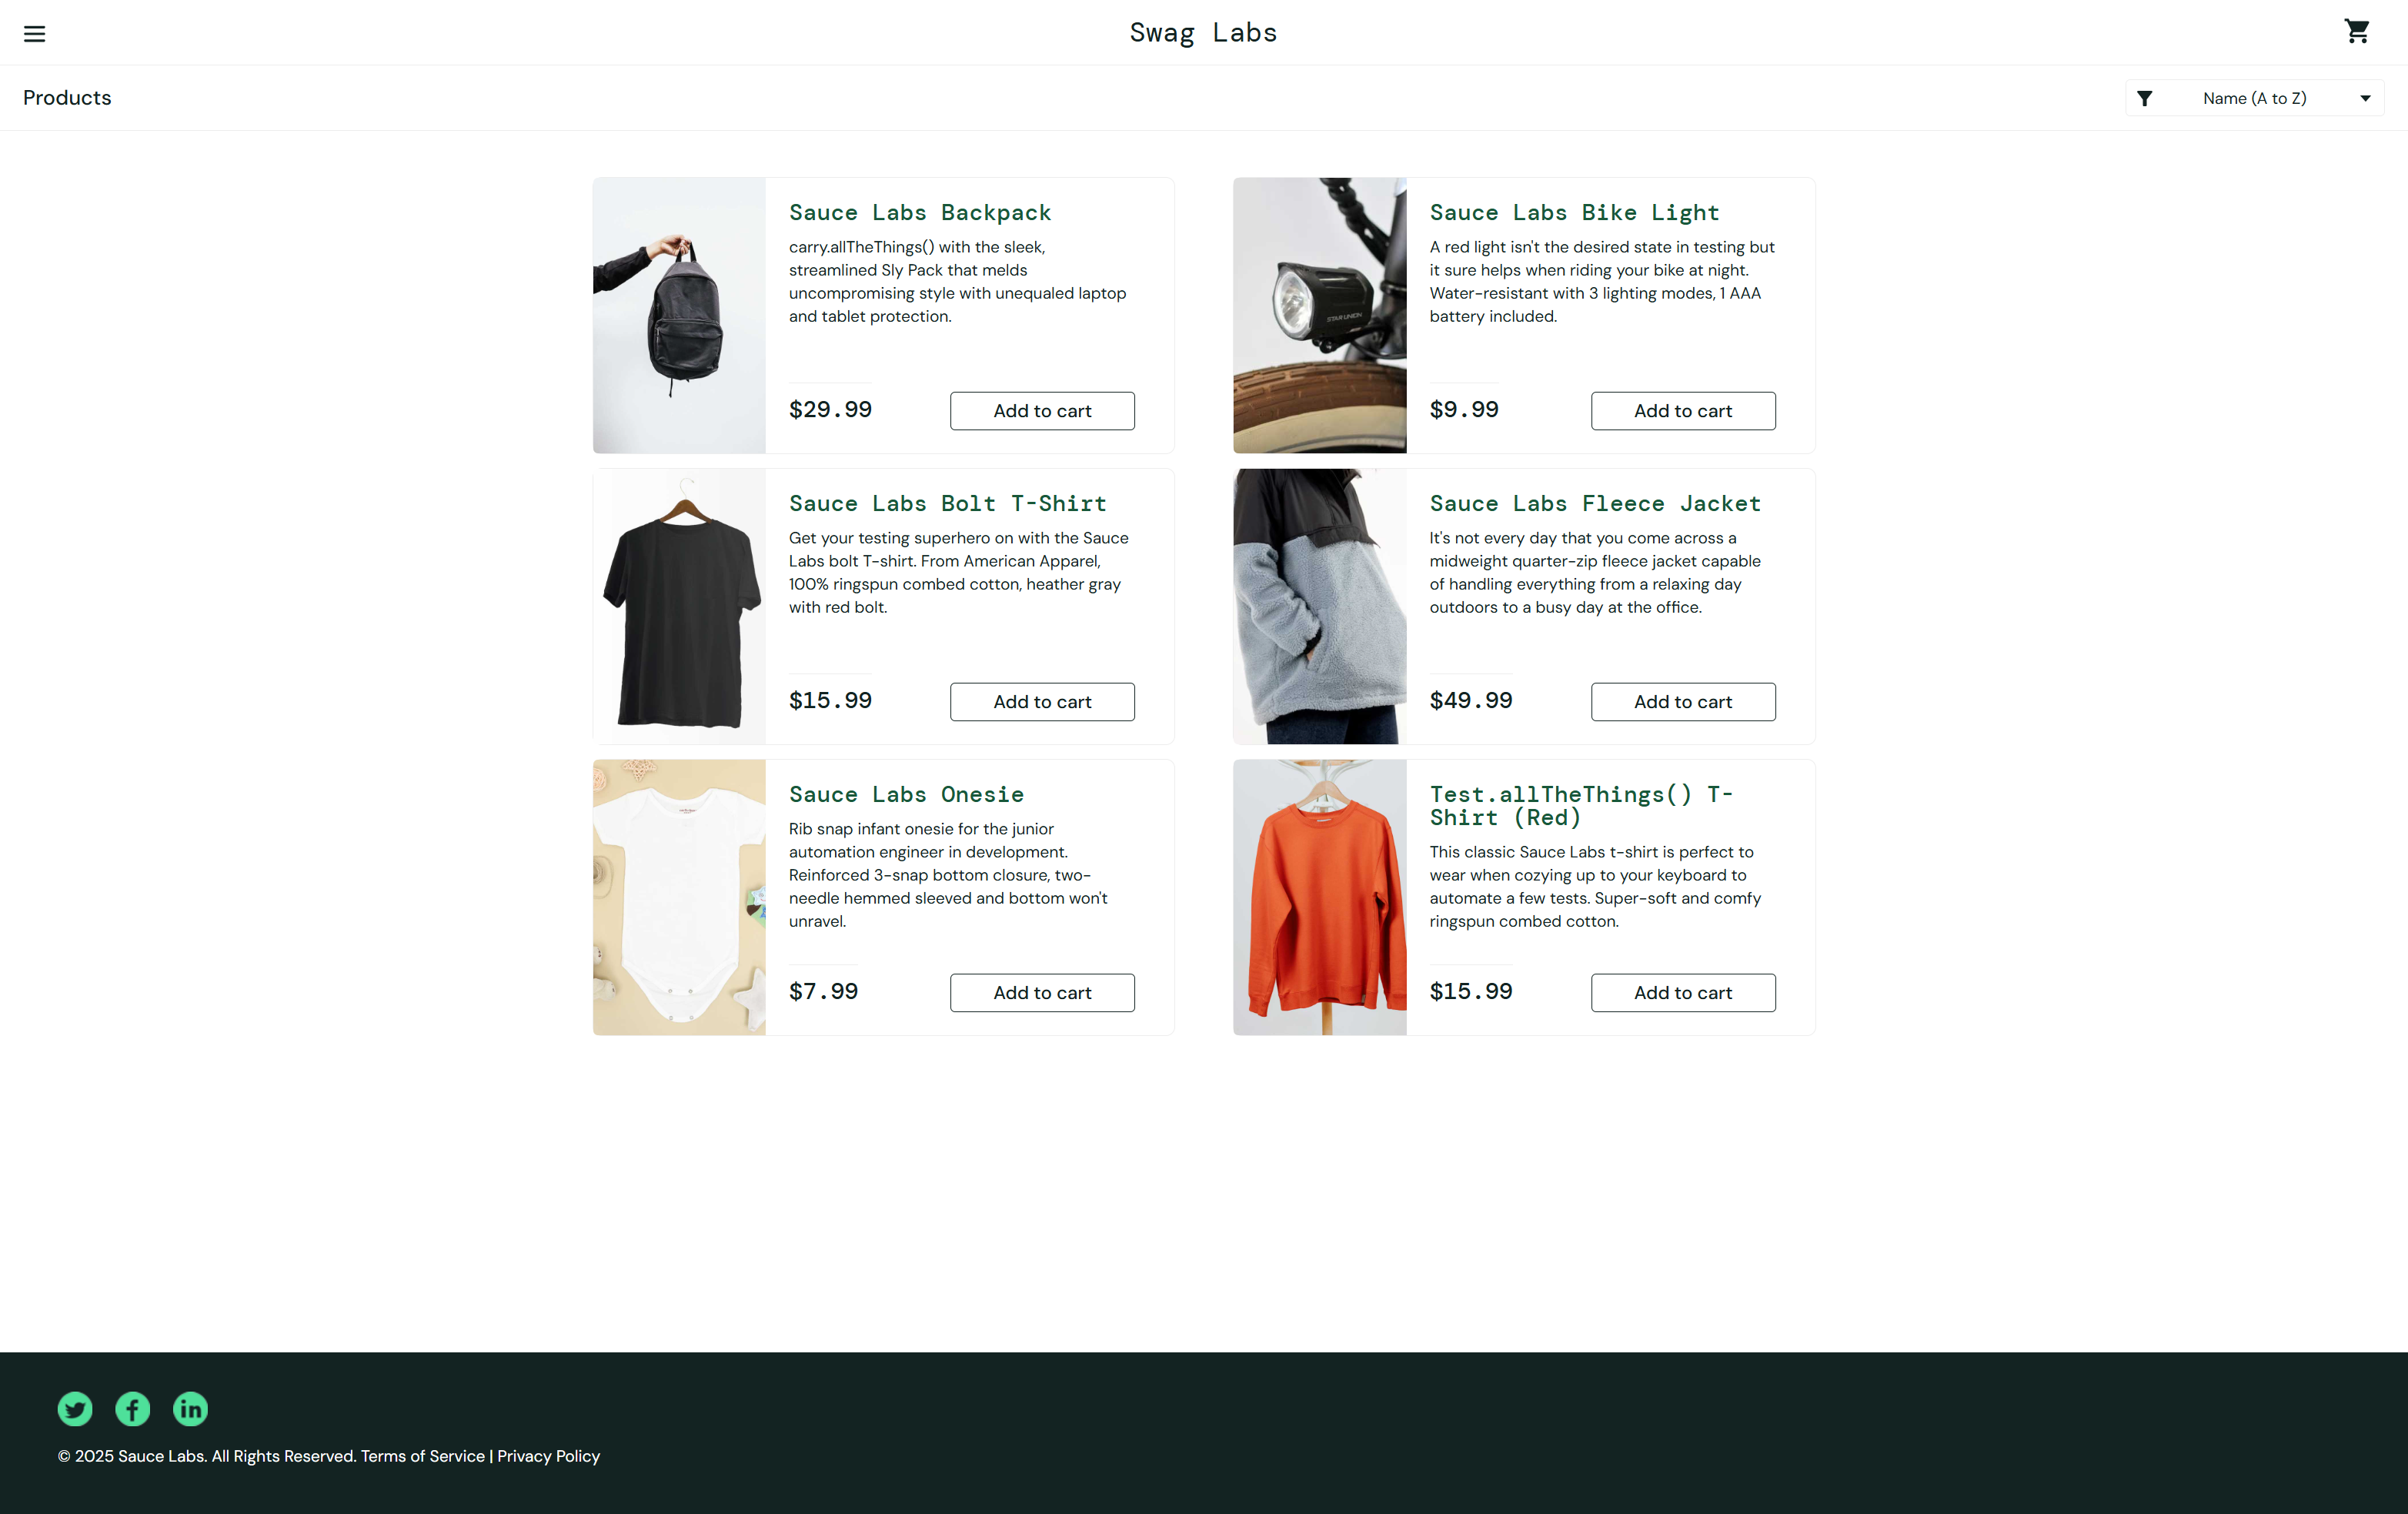 Swag Labs
Products
Name (A to Z)
Sauce Labs Backpack
carry.allTheThings() with the sleek,
streamlined Sly Pack that melds
uncompromising style with unequaled laptop
and tablet protection.
$29.99
Add to cart
Sauce Labs Bike Light
A red light isn't the desired state in testing but
it sure helps when riding your bike at night.
Water-resistant with 3 lighting modes, 1 AAA
battery included.
$9.99
Add to cart
STAR UNION
Sauce Labs Bolt T-Shirt
Get your testing superhero on with the Sauce
Labs bolt T-shirt. From American Apparel,
100% ringspun combed cotton, heather gray
with red bolt.
$15.99
Add to cart
Sauce Labs Fleece Jacket
It's not every day that you come across a
midweight quarter-zip fleece jacket capable
of handling everything from a relaxing day
outdoors to a busy day at the office.
$49.99
Add to cart
Sauce Labs Onesie
Rib snap infant onesie for the junior
automation engineer in development.
Reinforced 3-snap bottom closure, two-
needle hemmed sleeved and bottom won't
unravel.
$7.99
Add to cart
Test.allTheThings() T-
Shirt (Red)
This classic Sauce Labs t-shirt is perfect to
wear when cozying up to your keyboard to
automate a few tests. Super-soft and comfy
ringspun combed cotton.
$15.99
Add to cart
© 2025 Sauce Labs. All Rights Reserved. Terms of Service | Privacy Policy